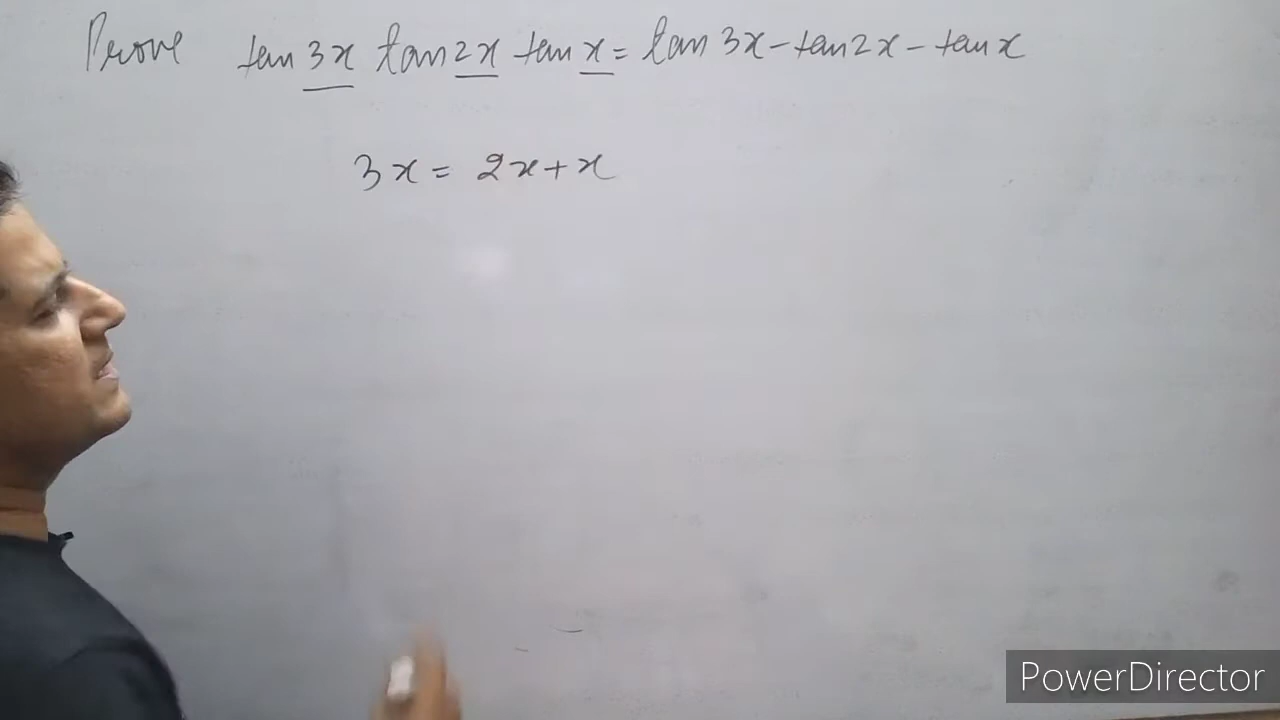 Prove tan 3x tan 2x tan x = tan 3x - tan 2x - tan x
3x = 2x + x
PowerDirector